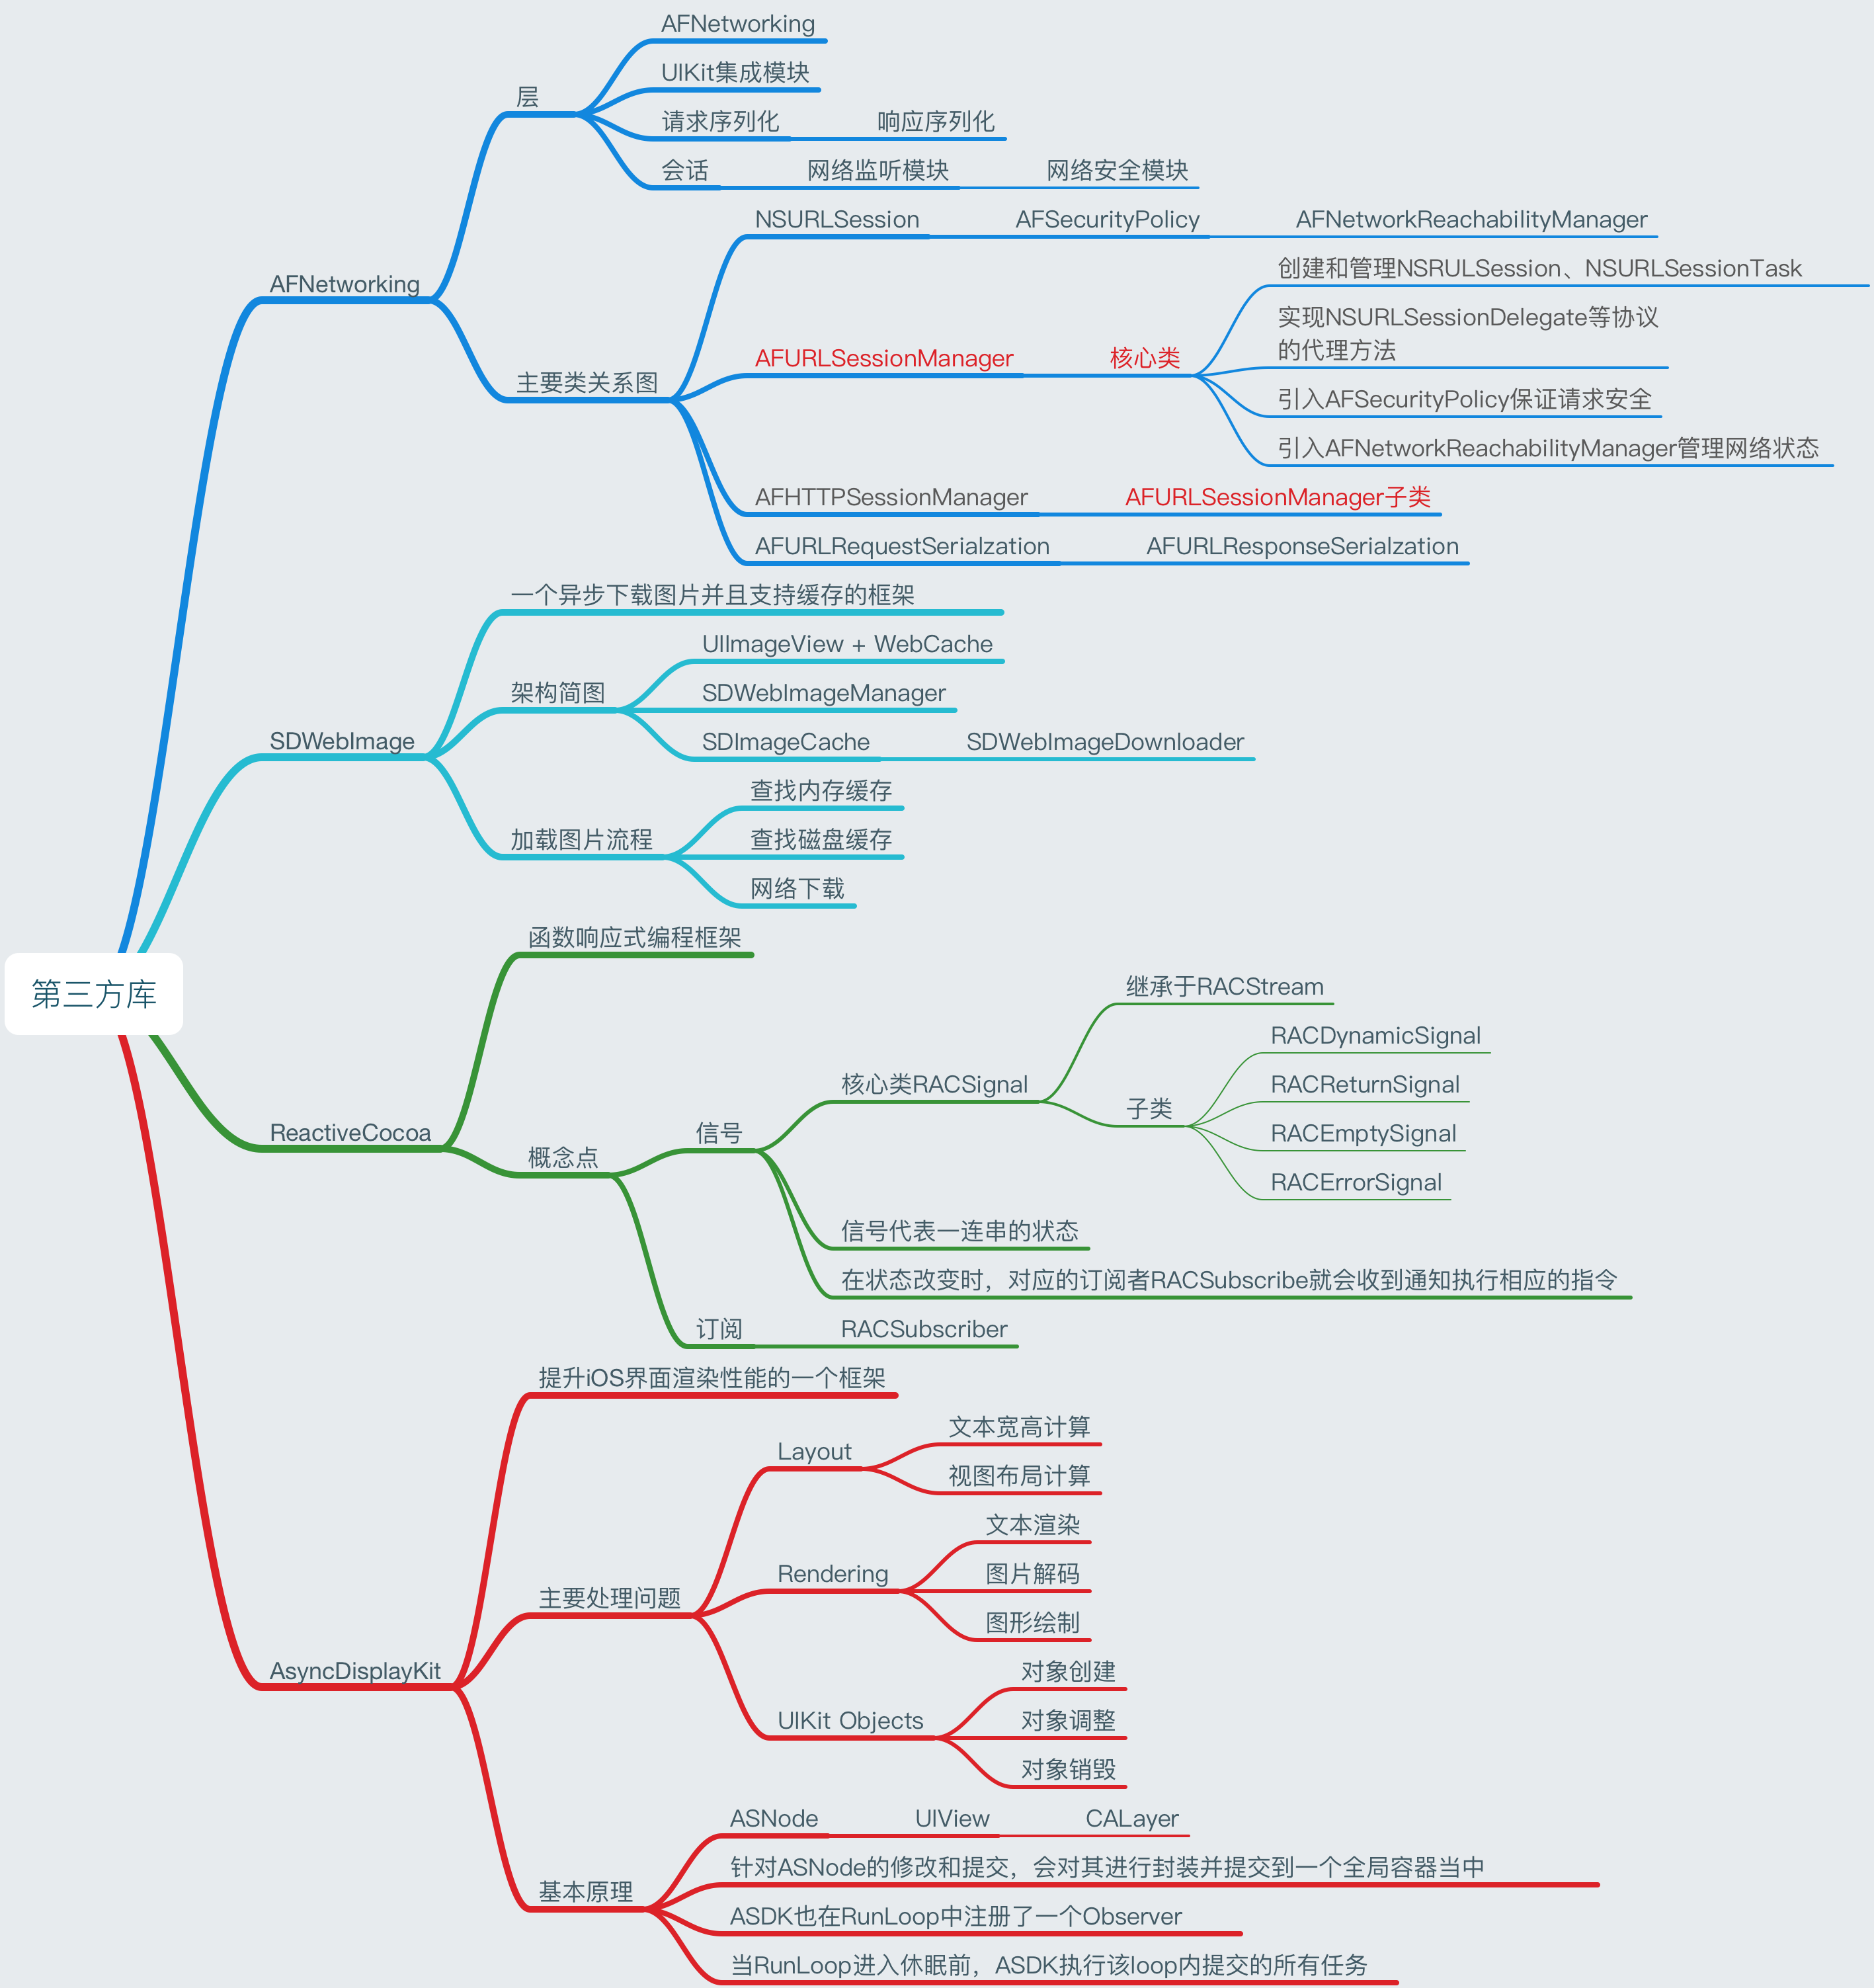 第三方库
AFNetworking
层
AFNetworking
UIKit集成模块
请求序列化
响应序列化
会话
网络监听模块
网络安全模块
主要类关系图
NSURLSession
AFSecurityPolicy
AFNetworkReachabilityManager
AFURLSessionManager
核心类
创建和管理NSRULSession、NSURLSessionTask
实现NSURLSessionDelegate等协议
的代理方法
引入AFSecurityPolicy保证请求安全
引入AFNetworkReachabilityManager管理网络状态
AFHTTPSessionManager
AFURLSessionManager子类
AFURLRequestSerialzation
AFURLResponseSerialzation
SDWebImage
一个异步下载图片并且支持缓存的框架
架构简图
UIImageView + WebCache
SDWebImageManager
SDImageCache
SDWebImageDownloader
加载图片流程
查找内存缓存
查找磁盘缓存
网络下载
ReactiveCocoa
函数响应式编程框架
概念点
信号
核心类RACSignal
继承于RACStream
子类
RACDynamicSignal
RACReturnSignal
RACEmptySignal
RACErrorSignal
信号代表一连串的状态
在状态改变时，对应的订阅者RACSubscribe就会收到通知执行相应的指令
订阅
RACSubscriber
AsyncDisplayKit
提升iOS界面渲染性能的一个框架
主要处理问题
Layout
文本宽高计算
视图布局计算
Rendering
文本渲染
图片解码
图形绘制
UIKit Objects
对象创建
对象调整
对象销毁
基本原理
ASNode
UIView
CALayer
针对ASNode的修改和提交，会对其进行封装并提交到一个全局容器当中
ASDK也在RunLoop中注册了一个Observer
当RunLoop进入休眠前，ASDK执行该loop内提交的所有任务